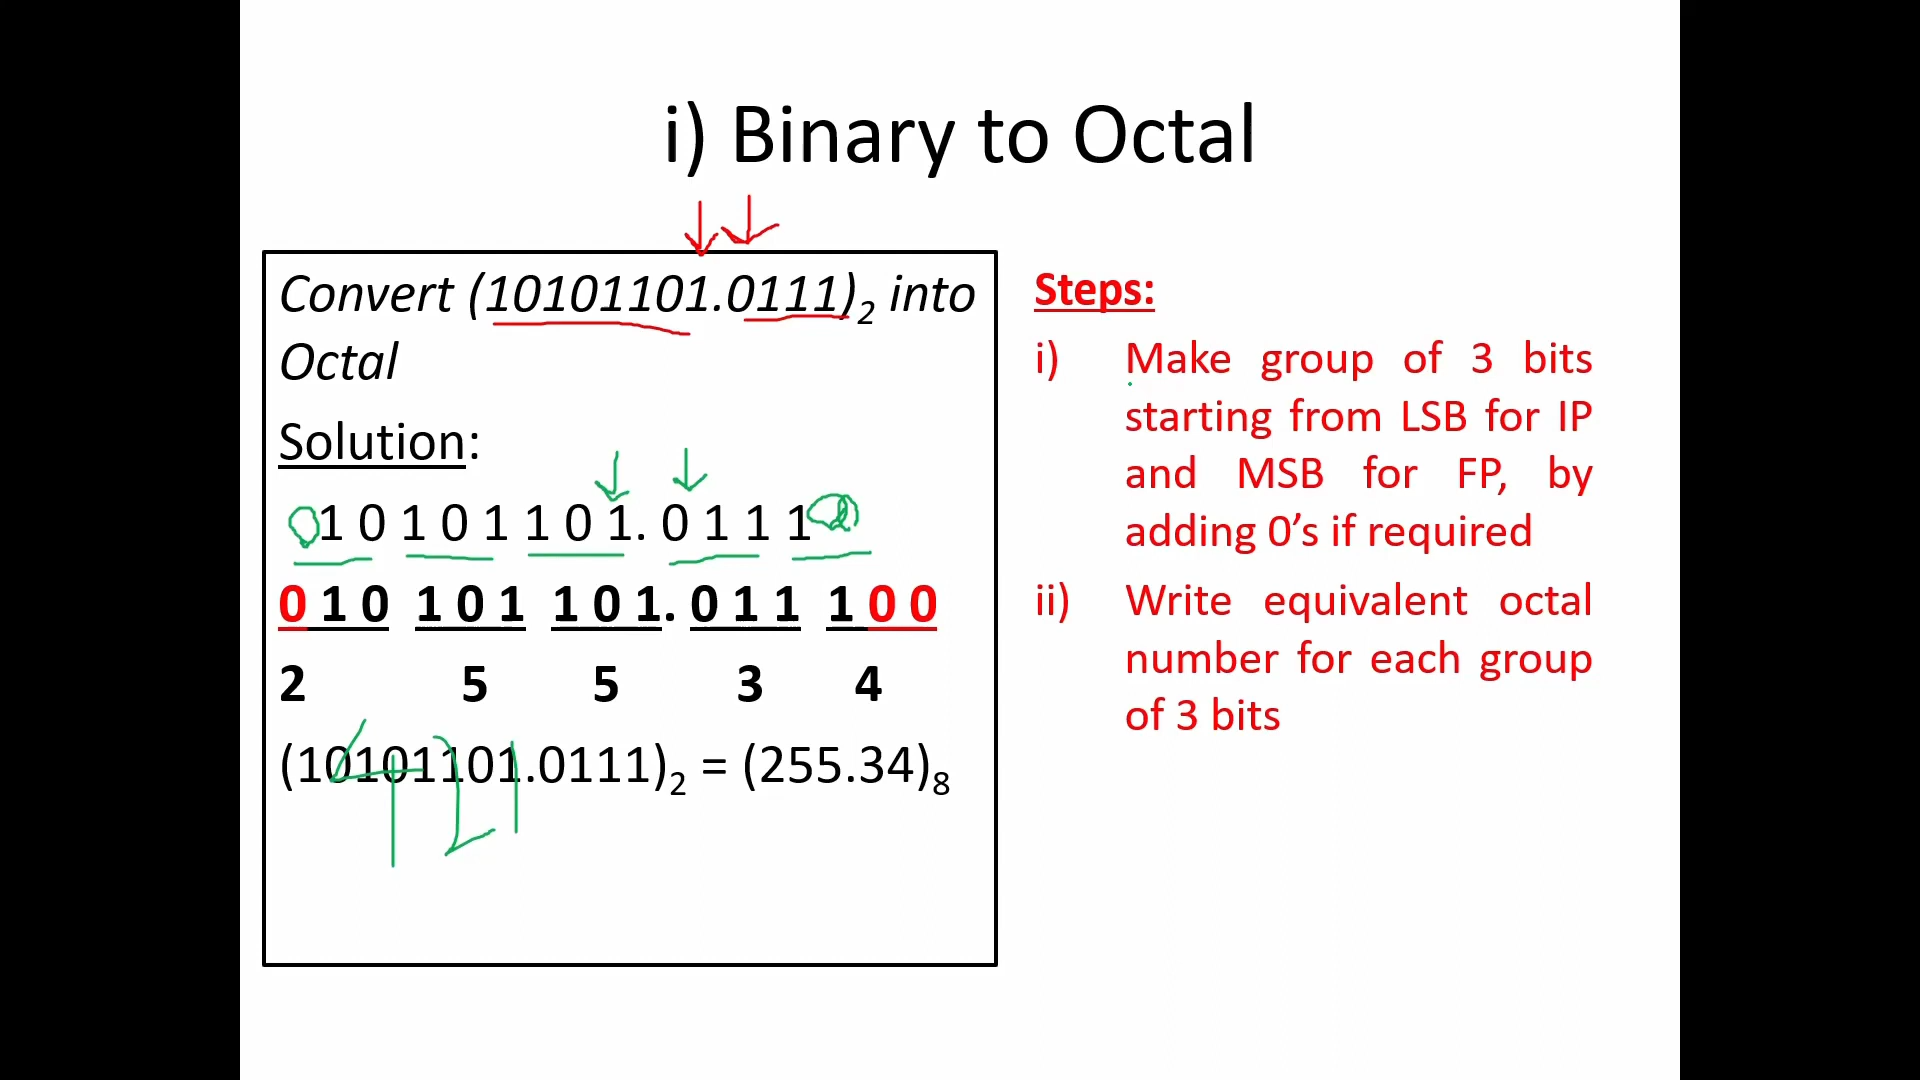 i) Binary to Octal
Convert (10101101.0111)₂ into
Octal
Solution:
0 1 0 1 0 1 1 0 1 . 0 1 1 1
0 1 0 1 0 1 1 0 1 . 0 1 1 1 0 0
2 5 5 3 4
(10101101.0111)₂ = (255.34)₈
4 2 1
Steps:
i) Make group of 3 bits
starting from LSB for IP
and MSB for FP, by
adding 0’s if required
ii) Write equivalent octal
number for each group
of 3 bits